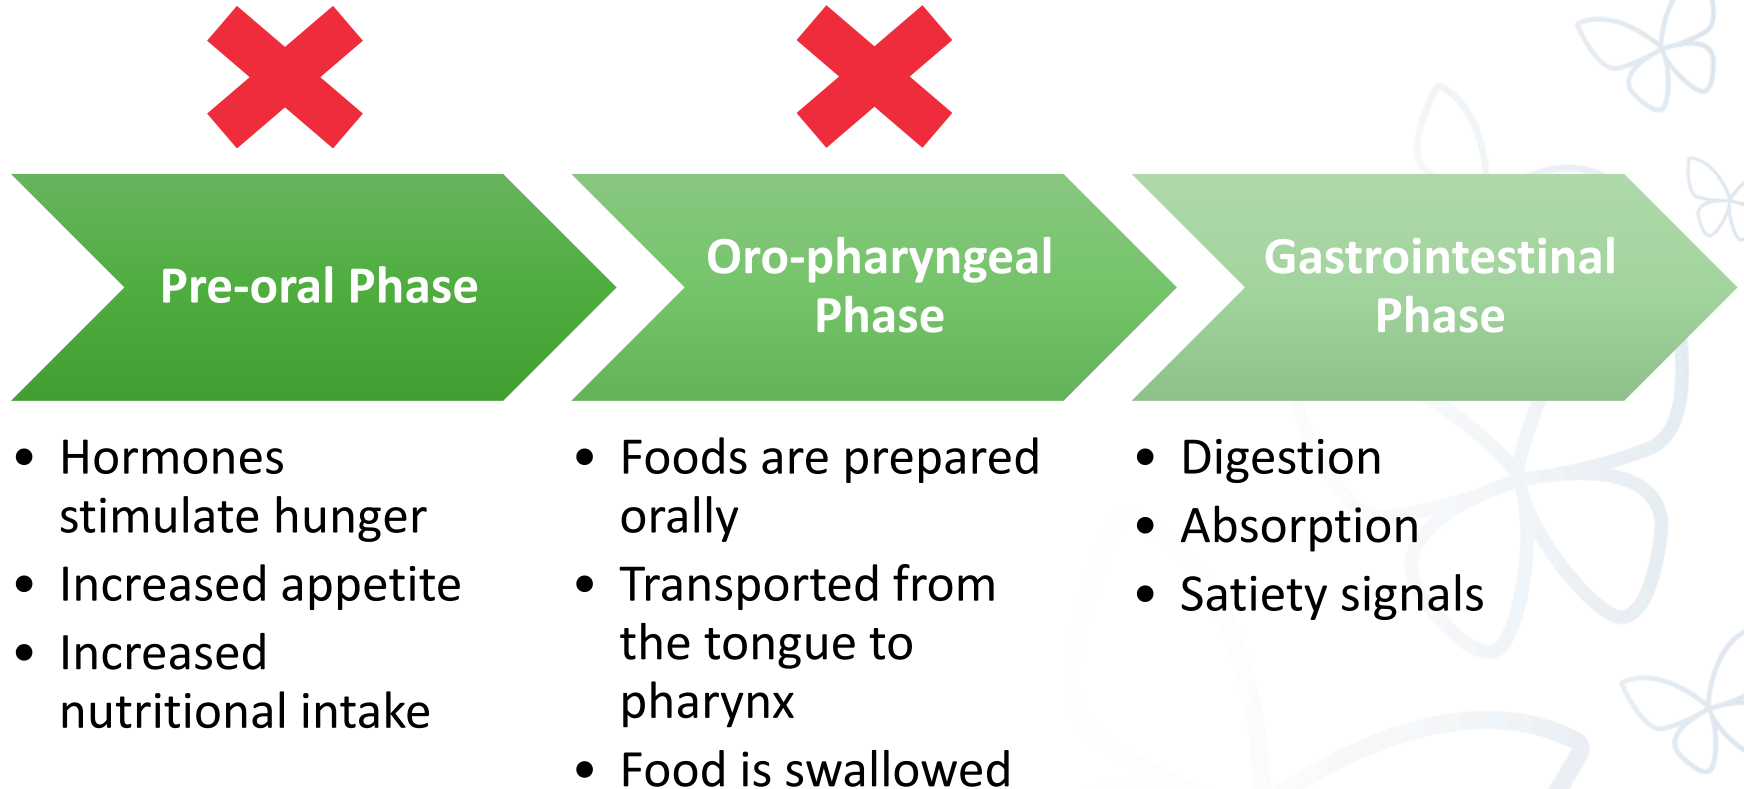 Pre-oral Phase
Oro-pharyngeal
Phase
Gastrointestinal
Phase
• Hormones
stimulate hunger
• Increased appetite
• Increased
nutritional intake
• Foods are prepared
orally
• Transported from
the tongue to
pharynx
• Food is swallowed
• Digestion
• Absorption
• Satiety signals